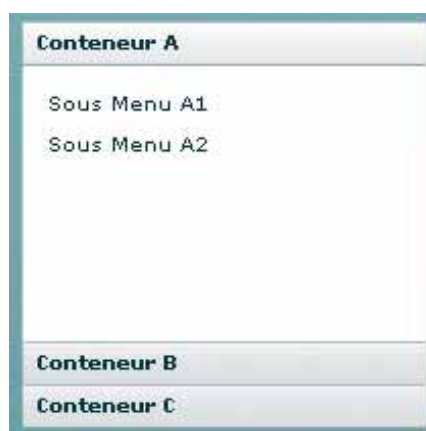 Conteneur A
Sous Menu A1
Sous Menu A2
Conteneur B
Conteneur C